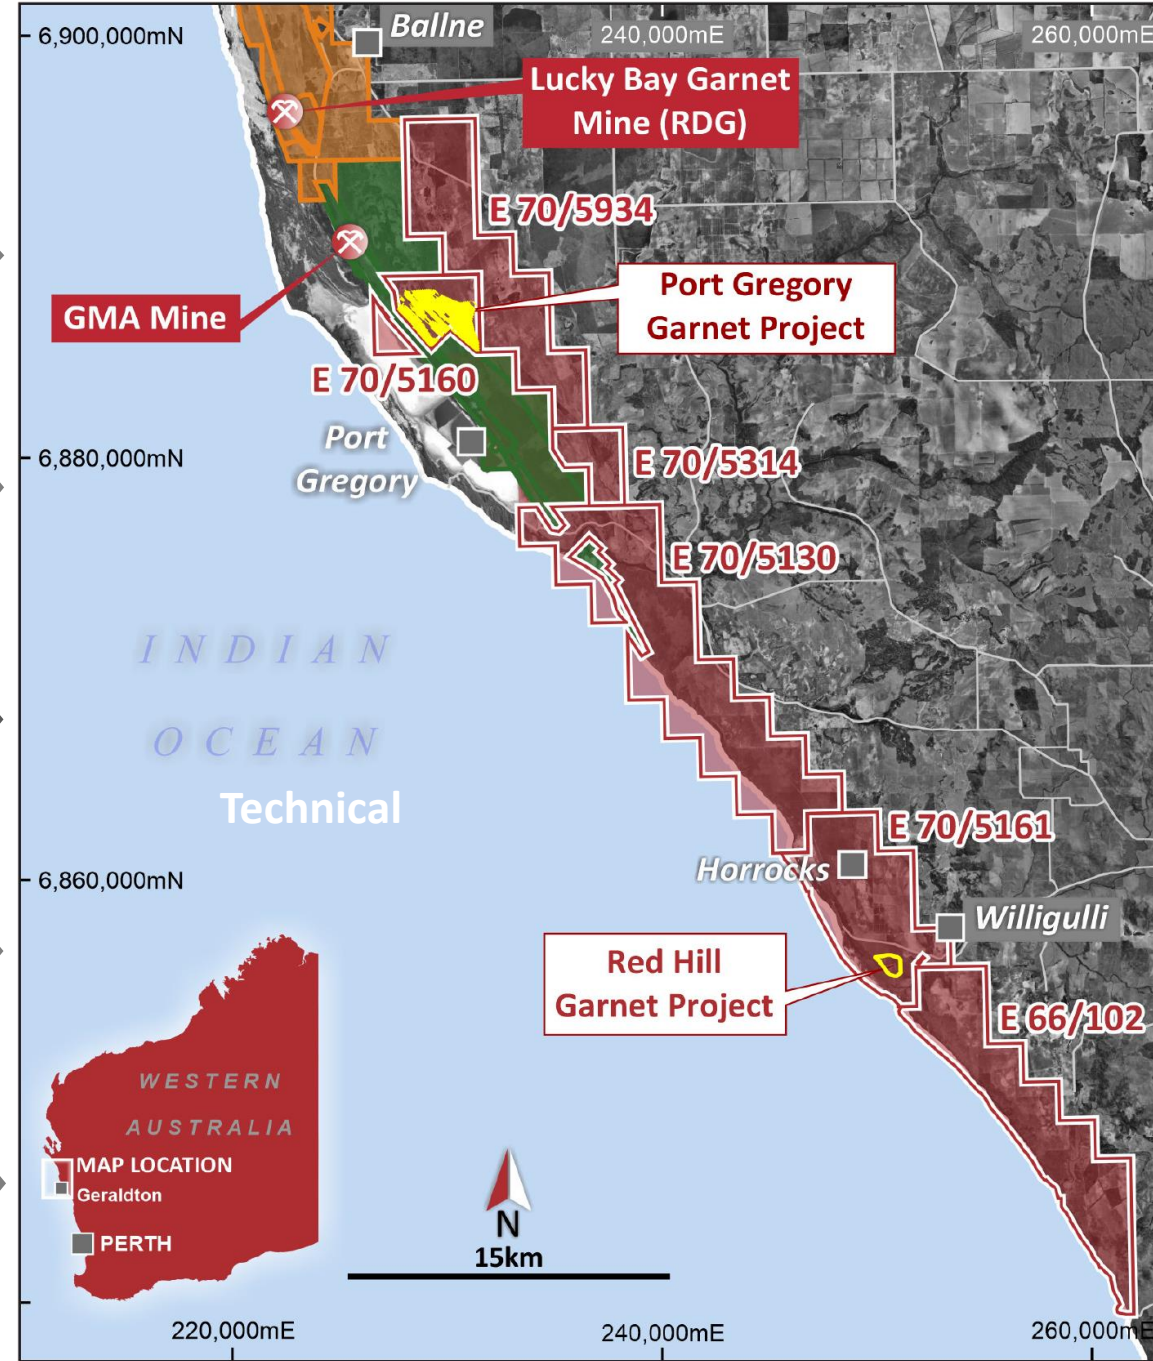 6,900,000mN
Ballne
240,000mE
260,000mE
Lucky Bay Garnet
Mine (RDG)
E 70/5934
GMA Mine
Port Gregory
Garnet Project
E 70/5160
Port
Gregory
6,880,000mN
E 70/5314
E 70/5130
INDIAN
OCEAN
Technical
E 70/5161
Horrocks
6,860,000mN
Willigulli
Red Hill
Garnet Project
E 66/102
WESTERN
AUSTRALIA
MAP LOCATION
Geraldton
PERTH
N
15km
220,000mE
240,000mE
260,000mE